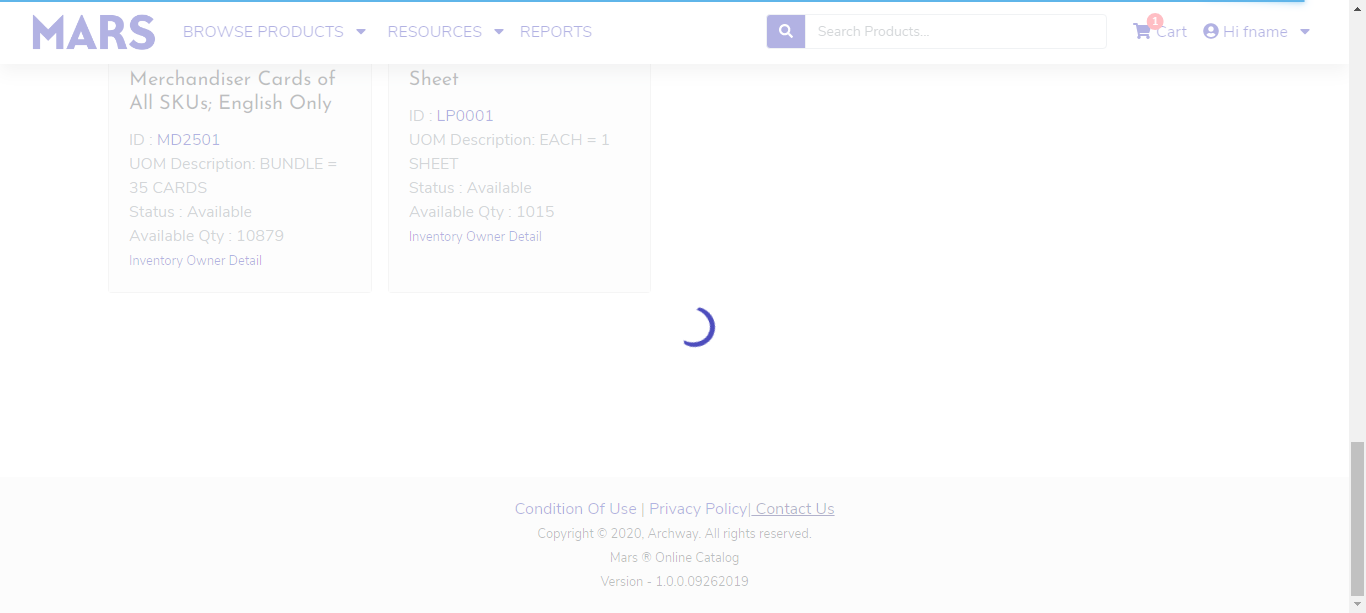 MARS
BROWSE PRODUCTS
RESOURCES
REPORTS
Search Products...
1
Cart
Hi fname
Merchandiser Cards of
All SKUs; English Only
ID : MD2501
UOM Description: BUNDLE =
35 CARDS
Status : Available
Available Qty : 10879
Inventory Owner Detail
Sheet
ID : LP0001
UOM Description: EACH = 1
SHEET
Status : Available
Available Qty : 1015
Inventory Owner Detail
Condition Of Use | Privacy Policy| Contact Us
Copyright © 2020, Archway. All rights reserved.
Mars ® Online Catalog
Version - 1.0.0.09262019